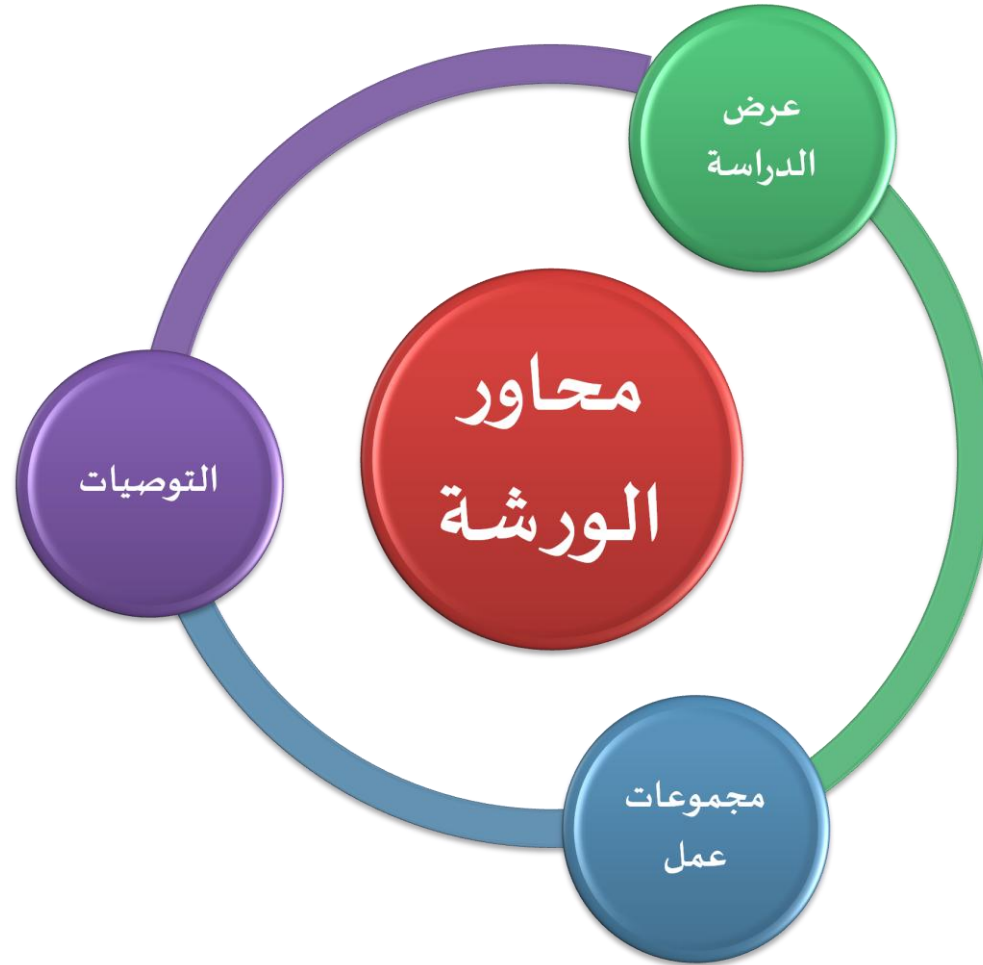 محاور
الورشة
عرض
الدراسة
مجموعات
عمل
التوصيات